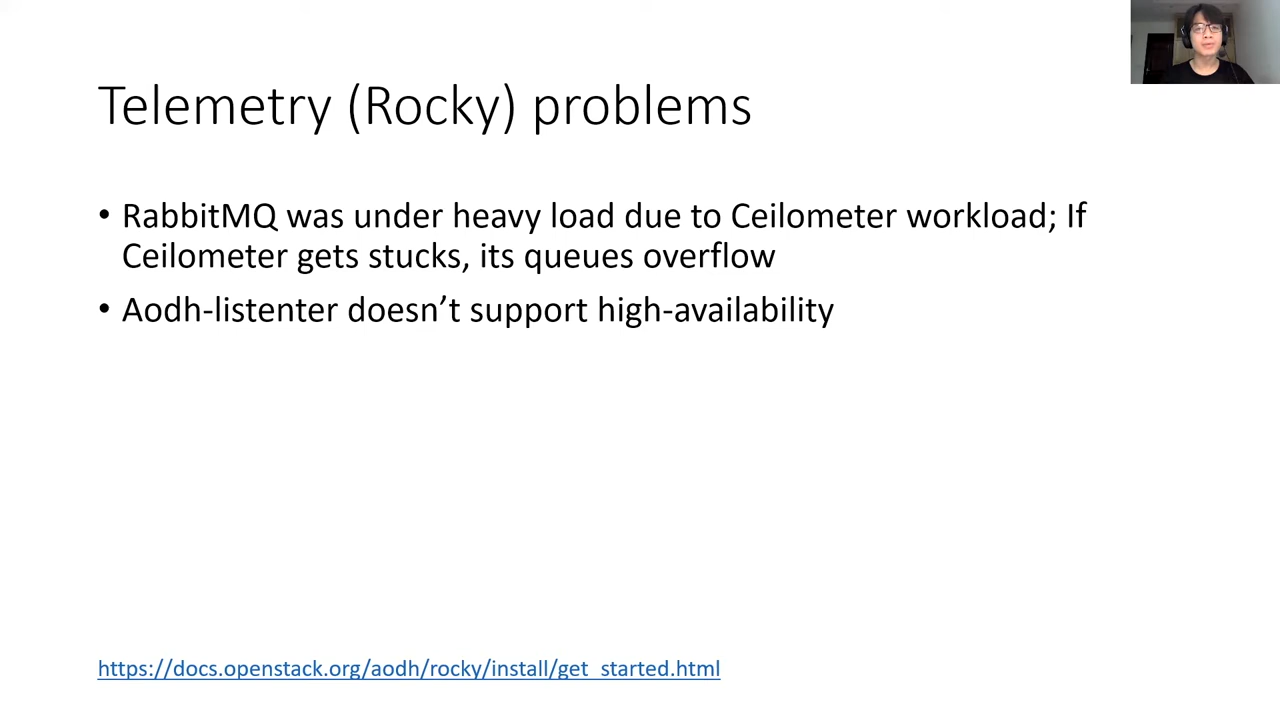 Telemetry (Rocky) problems
• RabbitMQ was under heavy load due to Ceilometer workload; If
Ceilometer gets stucks, its queues overflow
• Aodh-listenter doesn’t support high-availability
https://docs.openstack.org/aodh/rocky/install/get_started.html